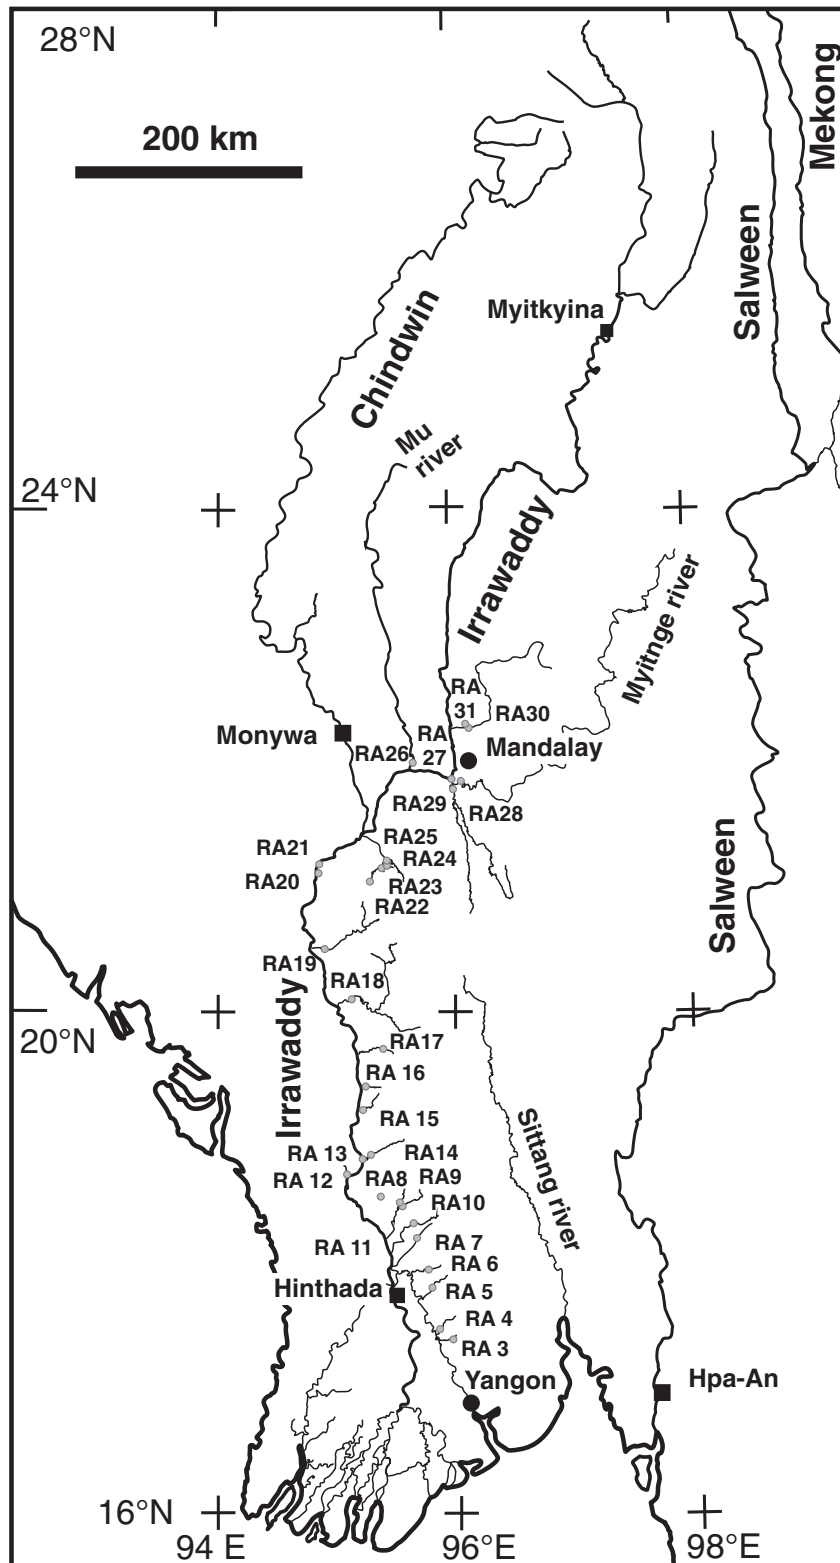 28°N
Mekong
200 km
Salween
Myitkyina
Chindwin
Mu
river
24°N
Irrawaddy
Myitnge river
RA
31
RA30
Monywa
RA
27
RA26
Mandalay
RA29
RA28
RA25
RA21
RA24
RA20
RA23
RA22
Salween
RA19
RA18
Irrawaddy
20°N
RA17
RA 16
RA 15
Sittang river
RA 13
RA14
RA 12
RA8
RA9
RA10
RA 11
RA 7
RA 6
Hinthada
RA 5
RA 4
RA 3
Yangon
Hpa-An
16°N
94 E
96°E
98°E